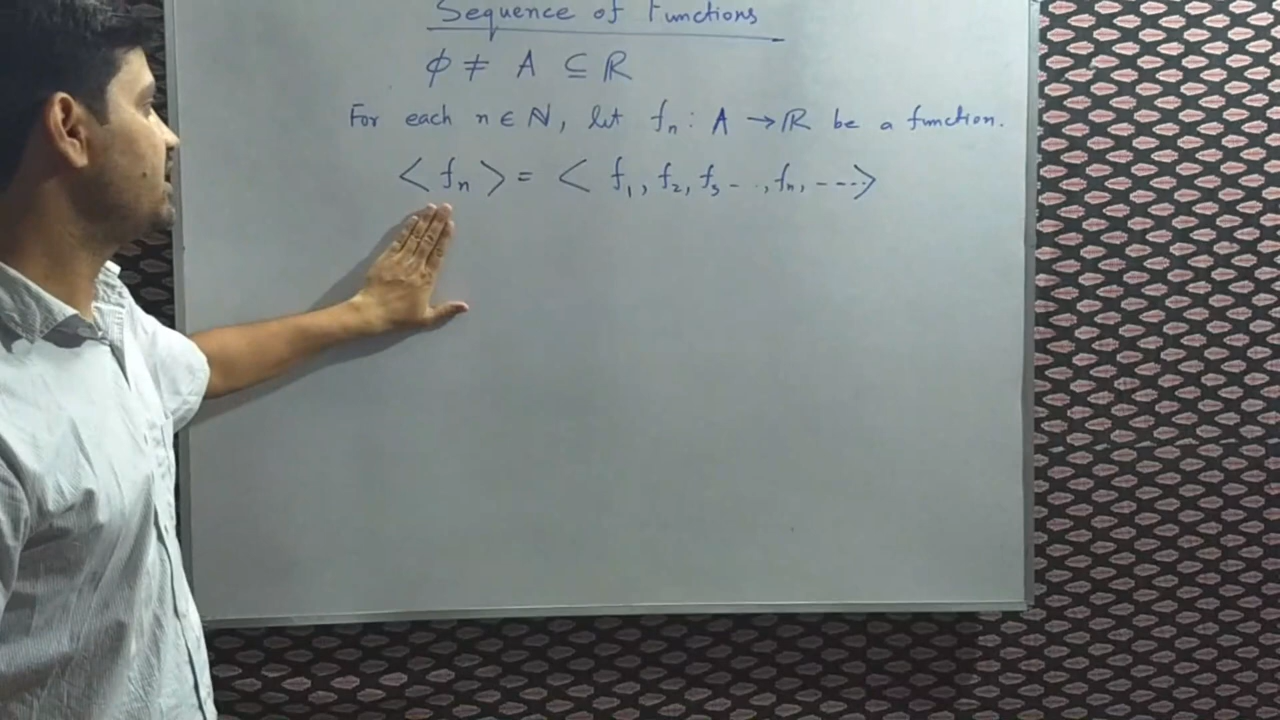 Sequence of Functions
ϕ ≠ A ⊆ ℝ
For each n ∈ ℕ, let fₙ : A → ℝ be a function.
< fₙ > = < f₁, f₂, f₃ - . ., fₙ, - - - - >